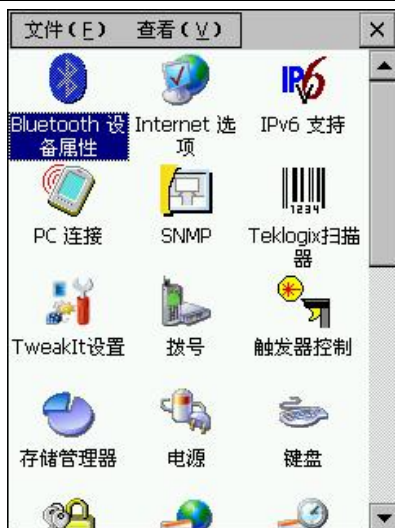 文件(F) 查看(V)
Bluetooth 设
备属性
Internet 选
项
IPv6 支持
PC 连接
SNMP
Teklogix扫描
器
TweakIt设置
拨号
触发器控制
存储管理器
电源
键盘
IPv6
1234